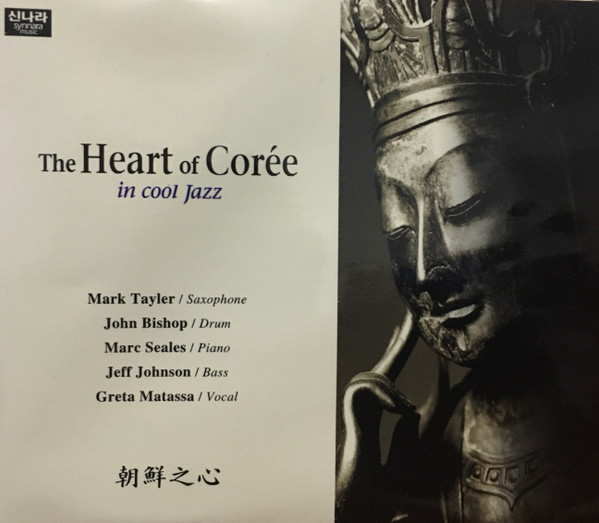 신나라
synnara
music
The Heart of Corée
in cool Jazz
Mark Tayler / Saxophone
John Bishop / Drum
Marc Seales / Piano
Jeff Johnson / Bass
Greta Matassa / Vocal
朝鮮之心